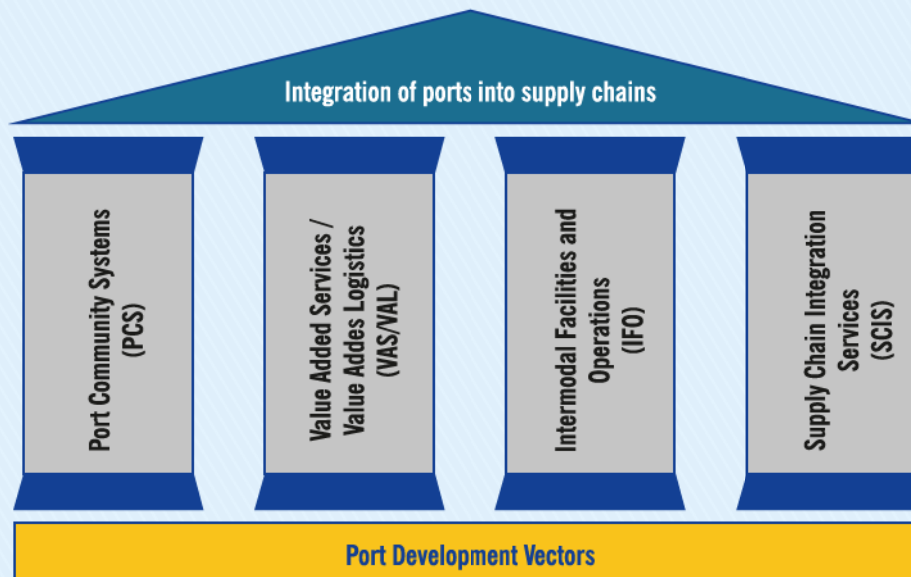 Integration of ports into supply chains
Port Community Systems
(PCS)
Value Added Services /
Value Addes Logistics
(VAS/VAL)
Intermodal Facilities and
Operations
(IFO)
Supply Chain Integration
Services
(SCIS)
Port Development Vectors